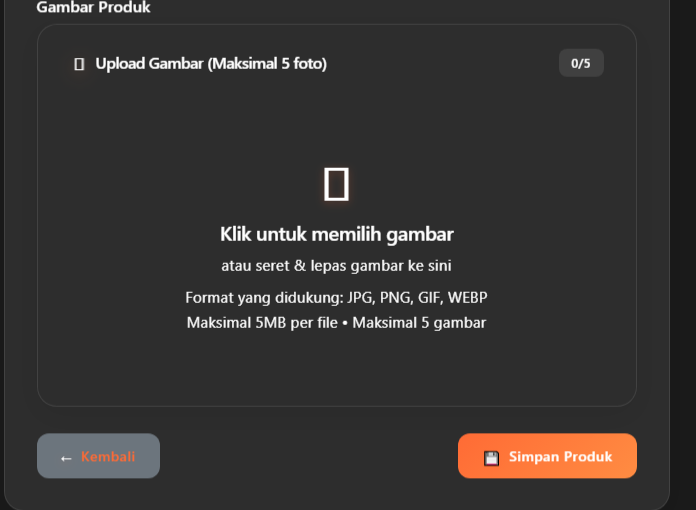 Gambar Produk
Upload Gambar (Maksimal 5 foto)
0/5
Klik untuk memilih gambar
atau seret & lepas gambar ke sini
Format yang didukung: JPG, PNG, GIF, WEBP
Maksimal 5MB per file • Maksimal 5 gambar
← Kembali
💾 Simpan Produk